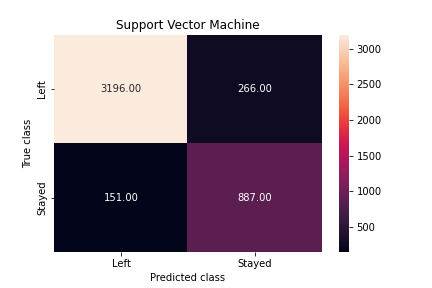 Support Vector Machine
Left
3196.00
266.00
Stayed
151.00
887.00
True class
Left
Stayed
Predicted class
3000
2500
2000
1500
1000
500